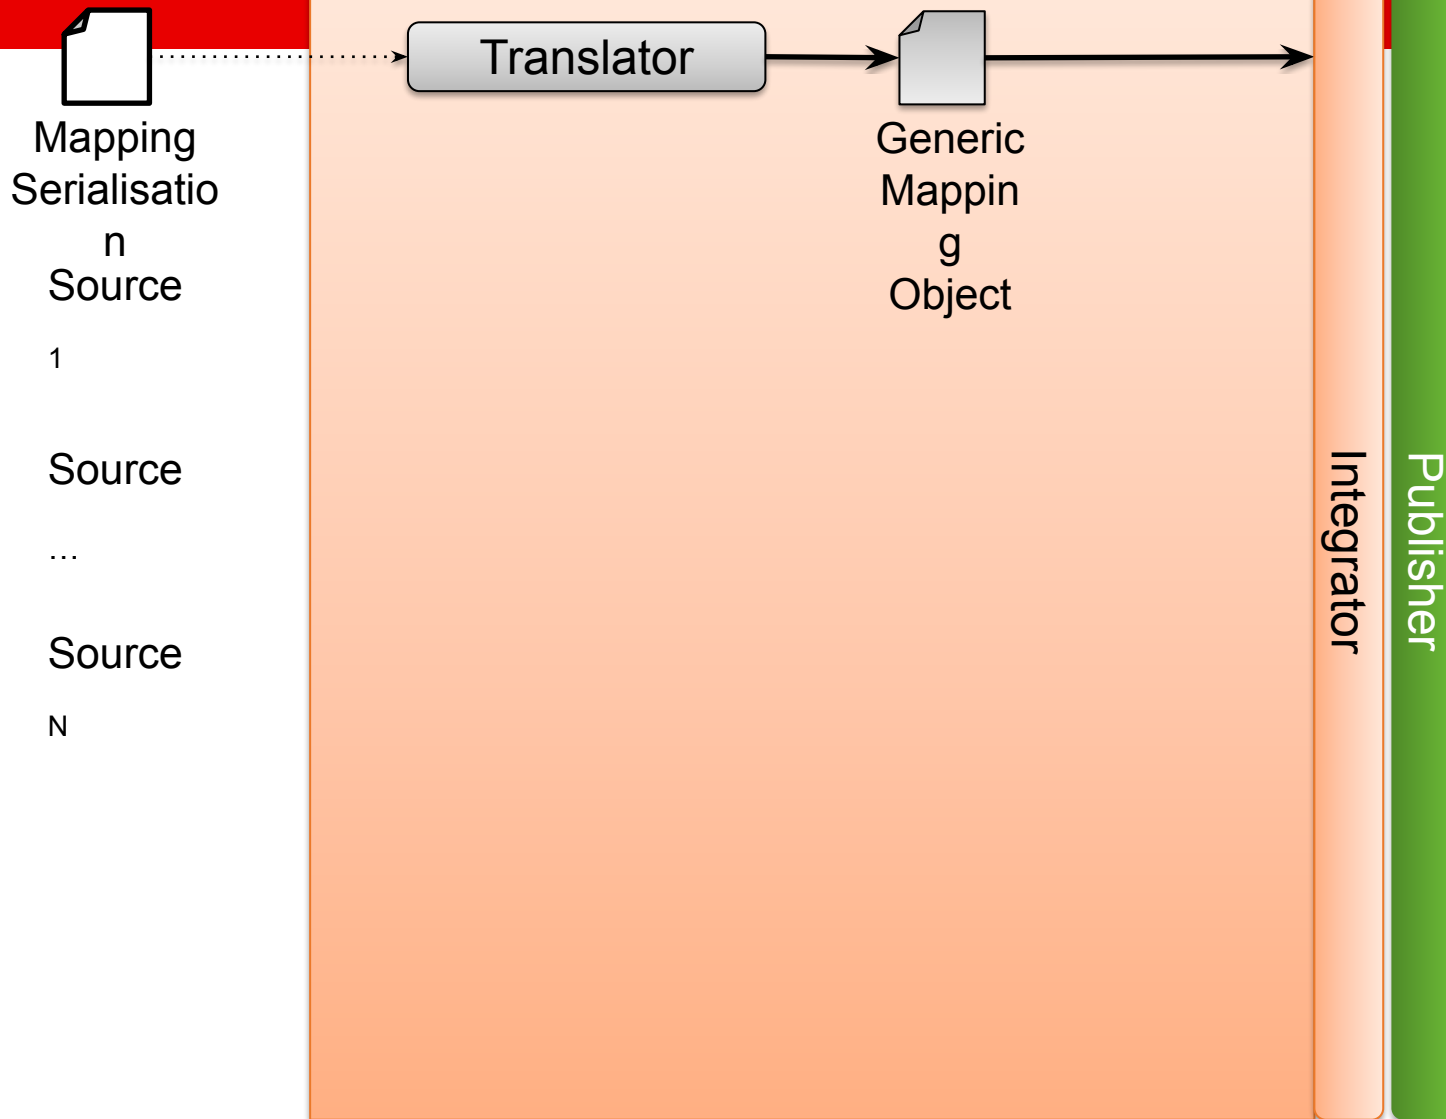 Translator
Mapping
Serialisatio
n
Generic
Mappin
g
Object
Source
1
Source
…
Source
N
Integrator
Publisher